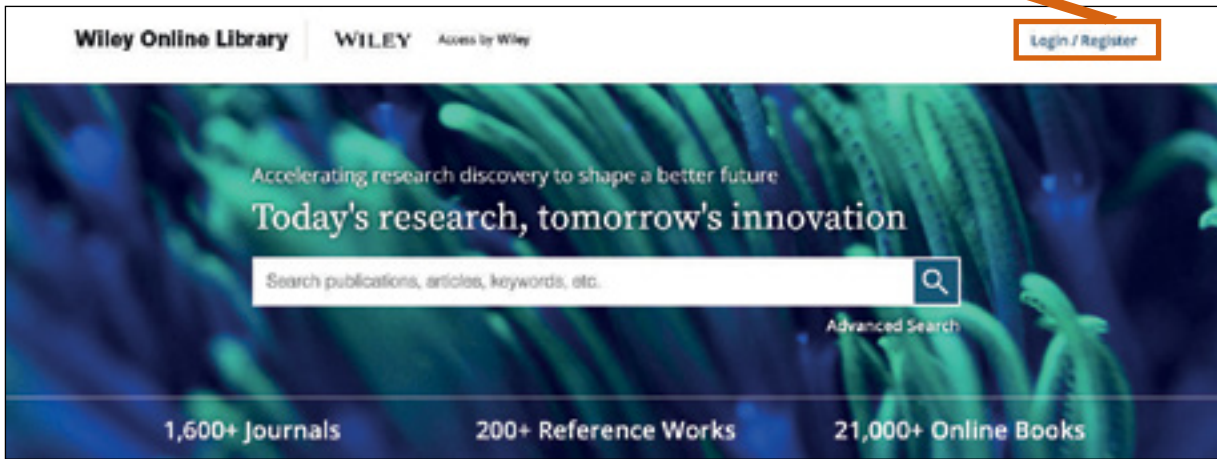 Wiley Online Library WILEY Access by Wiley Login / Register
Accelerating research discovery to shape a better future
Today's research, tomorrow's innovation
Search publications, articles, keywords, etc.
Advanced Search
1,600+ Journals 200+ Reference Works 21,000+ Online Books